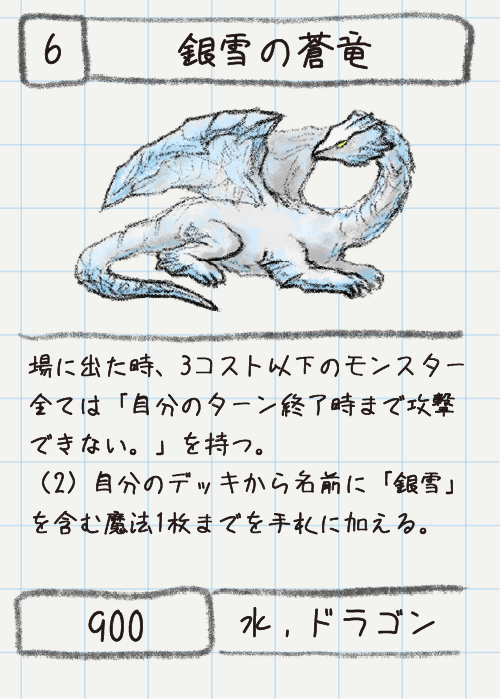 6
銀雪の蒼竜
場に出た時、3コスト以下のモンスター
全ては「自分のターン終了時まで攻撃
できない。」を持つ。
（2）自分のデッキから名前に「銀雪」
を含む魔法1枚までを手札に加える。
900
水，ドラゴン